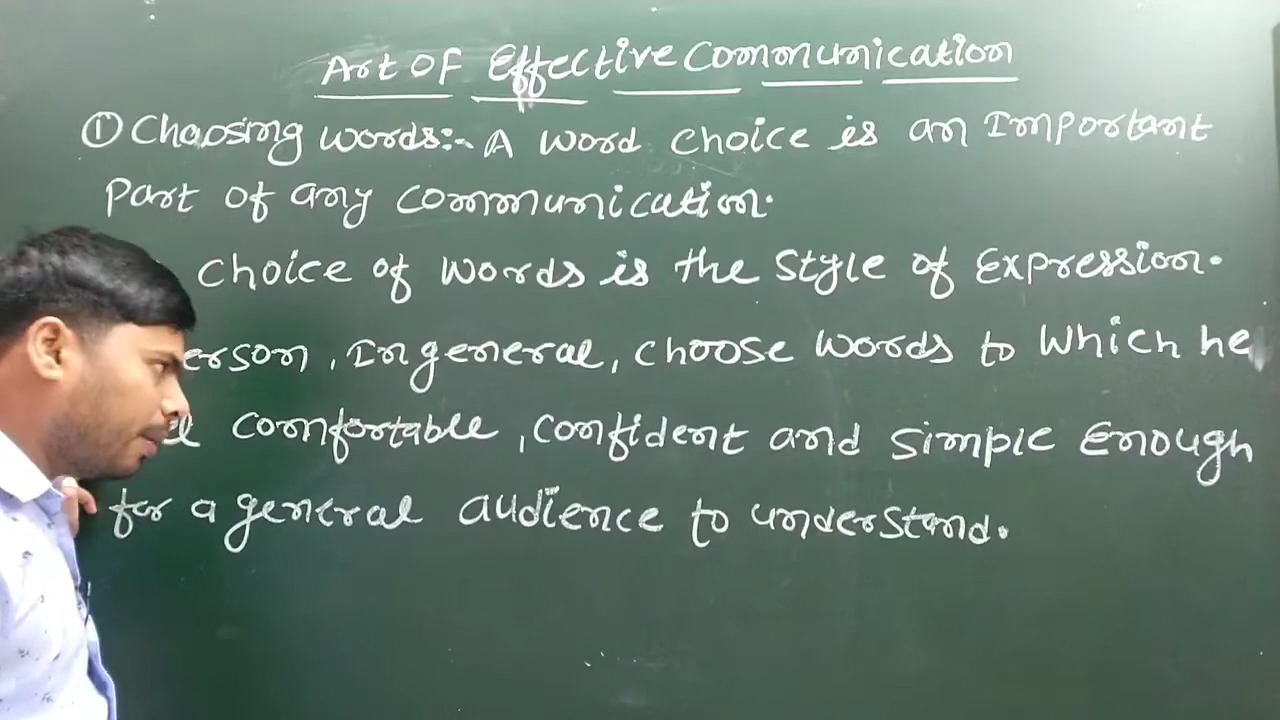 Art OF Effective Communication
① Choosing words:- A word choice is an Important
Part of any communication.
choice of words is the style of Expression.
erson, In general, choose words to which he
comfortable, confident and simple Enough
for a general audience to understand.